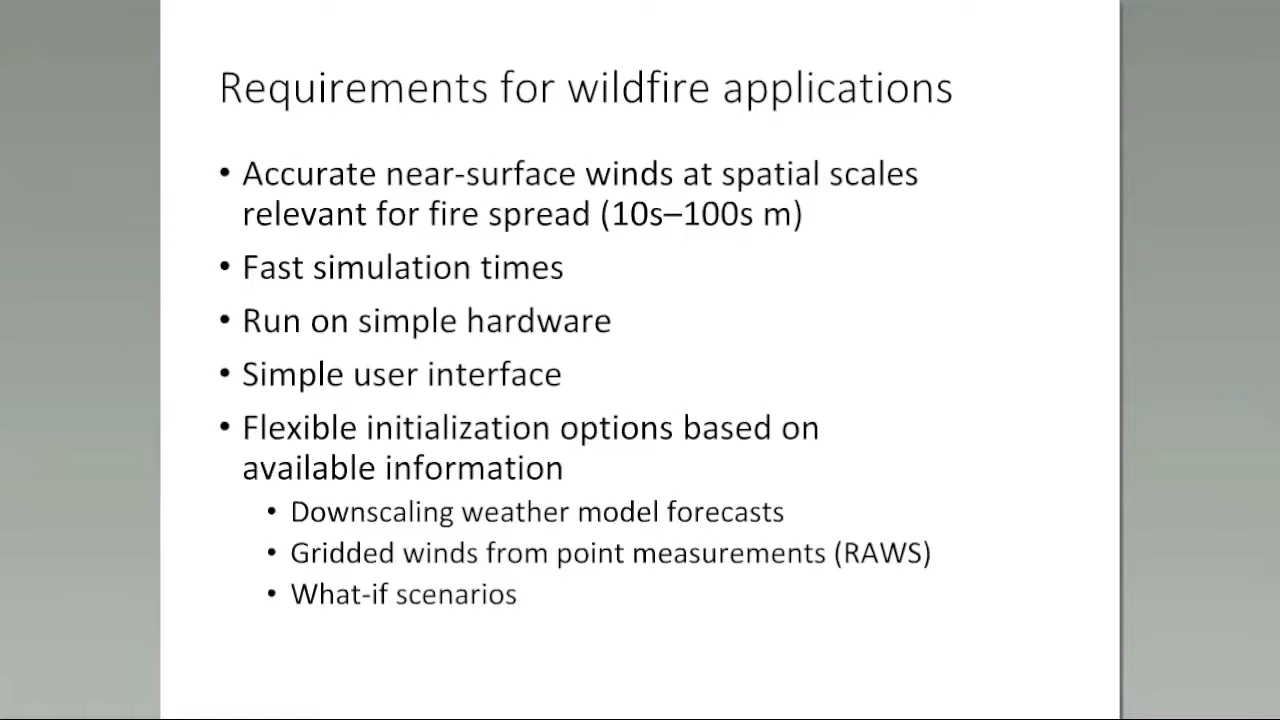 Requirements for wildfire applications
• Accurate near-surface winds at spatial scales
relevant for fire spread (10s–100s m)
• Fast simulation times
• Run on simple hardware
• Simple user interface
• Flexible initialization options based on
available information
• Downscaling weather model forecasts
• Gridded winds from point measurements (RAWS)
• What-if scenarios